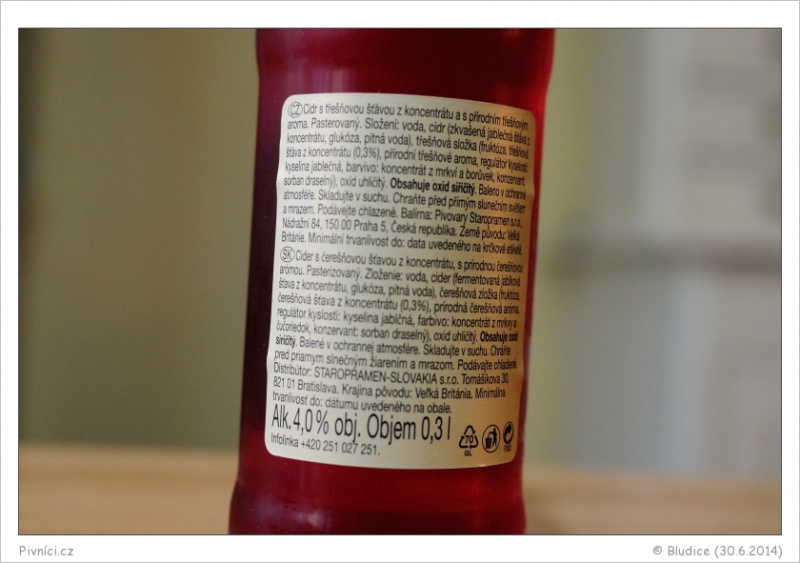 CZ Cidr s třešňovou šťávou z koncentrátu a s přírodním třešňovým
aroma. Pasterovaný. Složení: voda, cidr (zkvašená jablečná šťáva z
koncentrátu, glukóza, pitná voda), třešňová složka (fruktóza, třešňová
šťáva z koncentrátu (0,3%), přírodní třešňové aroma, regulátor kyselosti:
kyselina jablečná, barvivo: koncentrát z mrkví a borůvek, konzervant:
sorban draselný), oxid uhličitý. Obsahuje oxid siřičitý. Baleno v ochranné
atmosféře. Skladujte v suchu. Chraňte před přímým slunečním světlem
a mrazem. Podávejte chlazené. Balírna: Pivovary Staropramen s.r.o.,
Nádražní 84, 150 00 Praha 5, Česká republika. Země původu: Velká
Británie. Minimální trvanlivost do: data uvedeného na krčkové etiketě.
SK Cider s čerešňovou šťavou z koncentrátu, s prírodnou čerešňovou
arómou. Pasterizovaný. Zloženie: voda, cider (fermentovaná jablková
šťava z koncentrátu, glukóza, pitná voda), čerešňová zložka (fruktóza,
čerešňová šťava z koncentrátu (0,3%), prírodná čerešňová aróma,
regulátor kyslosti: kyselina jablčná, farbivo: koncentrát z mrkvy a
čučoriedok, konzervant: sorban draselný), oxid uhličitý. Obsahuje oxid
siričitý. Balené v ochrannej atmosfére. Skladujte v suchu. Chráňte
pred priamym slnečným žiarením a mrazom. Podávajte chladené.
Distribútor: STAROPRAMEN-SLOVAKIA s.r.o. Tomášikova 30,
821 01 Bratislava. Krajina pôvodu: Veľká Británia. Minimálna
trvanlivosť do: dátumu uvedeného na obale.
Alk. 4,0 % obj. Objem 0,3 l
70
GL
Infolinka +420 251 027 251.
Pivníci.cz
© Bludice (30.6.2014)